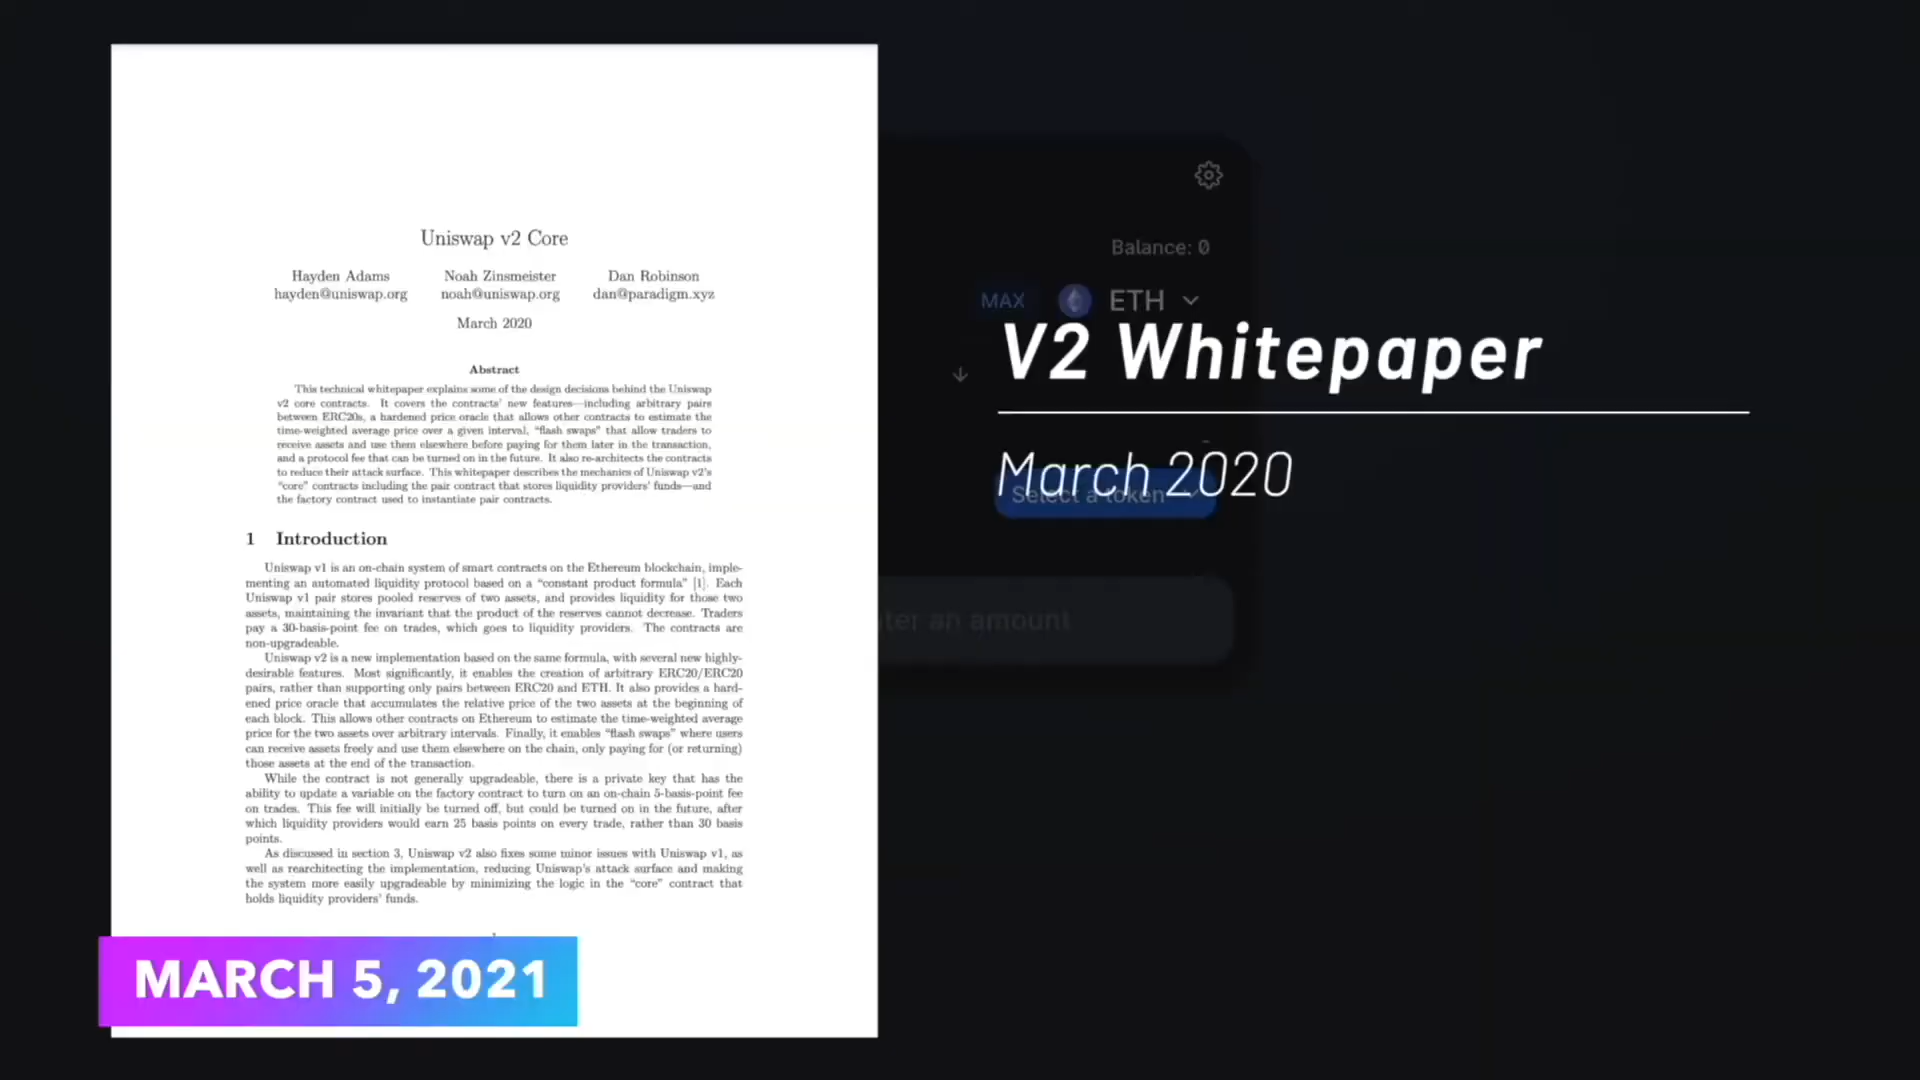 Uniswap v2 Core
Hayden Adams Noah Zinsmeister Dan Robinson
hayden@uniswap.org noah@uniswap.org dan@paradigm.xyz
March 2020
Abstract
This technical whitepaper explains some of the design decisions behind the Uniswap
v2 core contracts. It covers the contracts' new features—including arbitrary pairs
between ERC20s, a hardened price oracle that allows other contracts to estimate the
time-weighted average price over a given interval, "flash swaps" that allow traders to
receive assets and use them elsewhere before paying for them later in the transaction,
and a protocol fee that can be turned on in the future. It also re-architects the contracts
to reduce their attack surface. This whitepaper describes the mechanics of Uniswap v2's
"core" contracts including the pair contract that stores liquidity providers' funds—and
the factory contract used to instantiate pair contracts.
1 Introduction
Uniswap v1 is an on-chain system of smart contracts on the Ethereum blockchain, imple-
menting an automated liquidity protocol based on a "constant product formula" [1]. Each
Uniswap v1 pair stores pooled reserves of two assets, and provides liquidity for those two
assets, maintaining the invariant that the product of the reserves cannot decrease. Traders
pay a 30-basis-point fee on trades, which goes to liquidity providers. The contracts are
non-upgradeable.
Uniswap v2 is a new implementation based on the same formula, with several new highly-
desirable features. Most significantly, it enables the creation of arbitrary ERC20/ERC20
pairs, rather than supporting only pairs between ERC20 and ETH. It also provides a hard-
ened price oracle that accumulates the relative price of the two assets at the beginning of
each block. This allows other contracts on Ethereum to estimate the time-weighted average
price for the two assets over arbitrary intervals. Finally, it enables "flash swaps" where users
can receive assets freely and use them elsewhere on the chain, only paying for (or returning)
those assets at the end of the transaction.
While the contract is not generally upgradeable, there is a private key that has the
ability to update a variable on the factory contract to turn on an on-chain 5-basis-point fee
on trades. This fee will initially be turned off, but could be turned on in the future, after
which liquidity providers would earn 25 basis points on every trade, rather than 30 basis
points.
As discussed in section 3, Uniswap v2 also fixes some minor issues with Uniswap v1, as
well as rearchitecting the implementation, reducing Uniswap's attack surface and making
the system more easily upgradeable by minimizing the logic in the "core" contract that
holds liquidity providers' funds.
MARCH 5, 2021
Balance: 0
MAX ETH
V2 Whitepaper
March 2020
Select a token
ter an amount